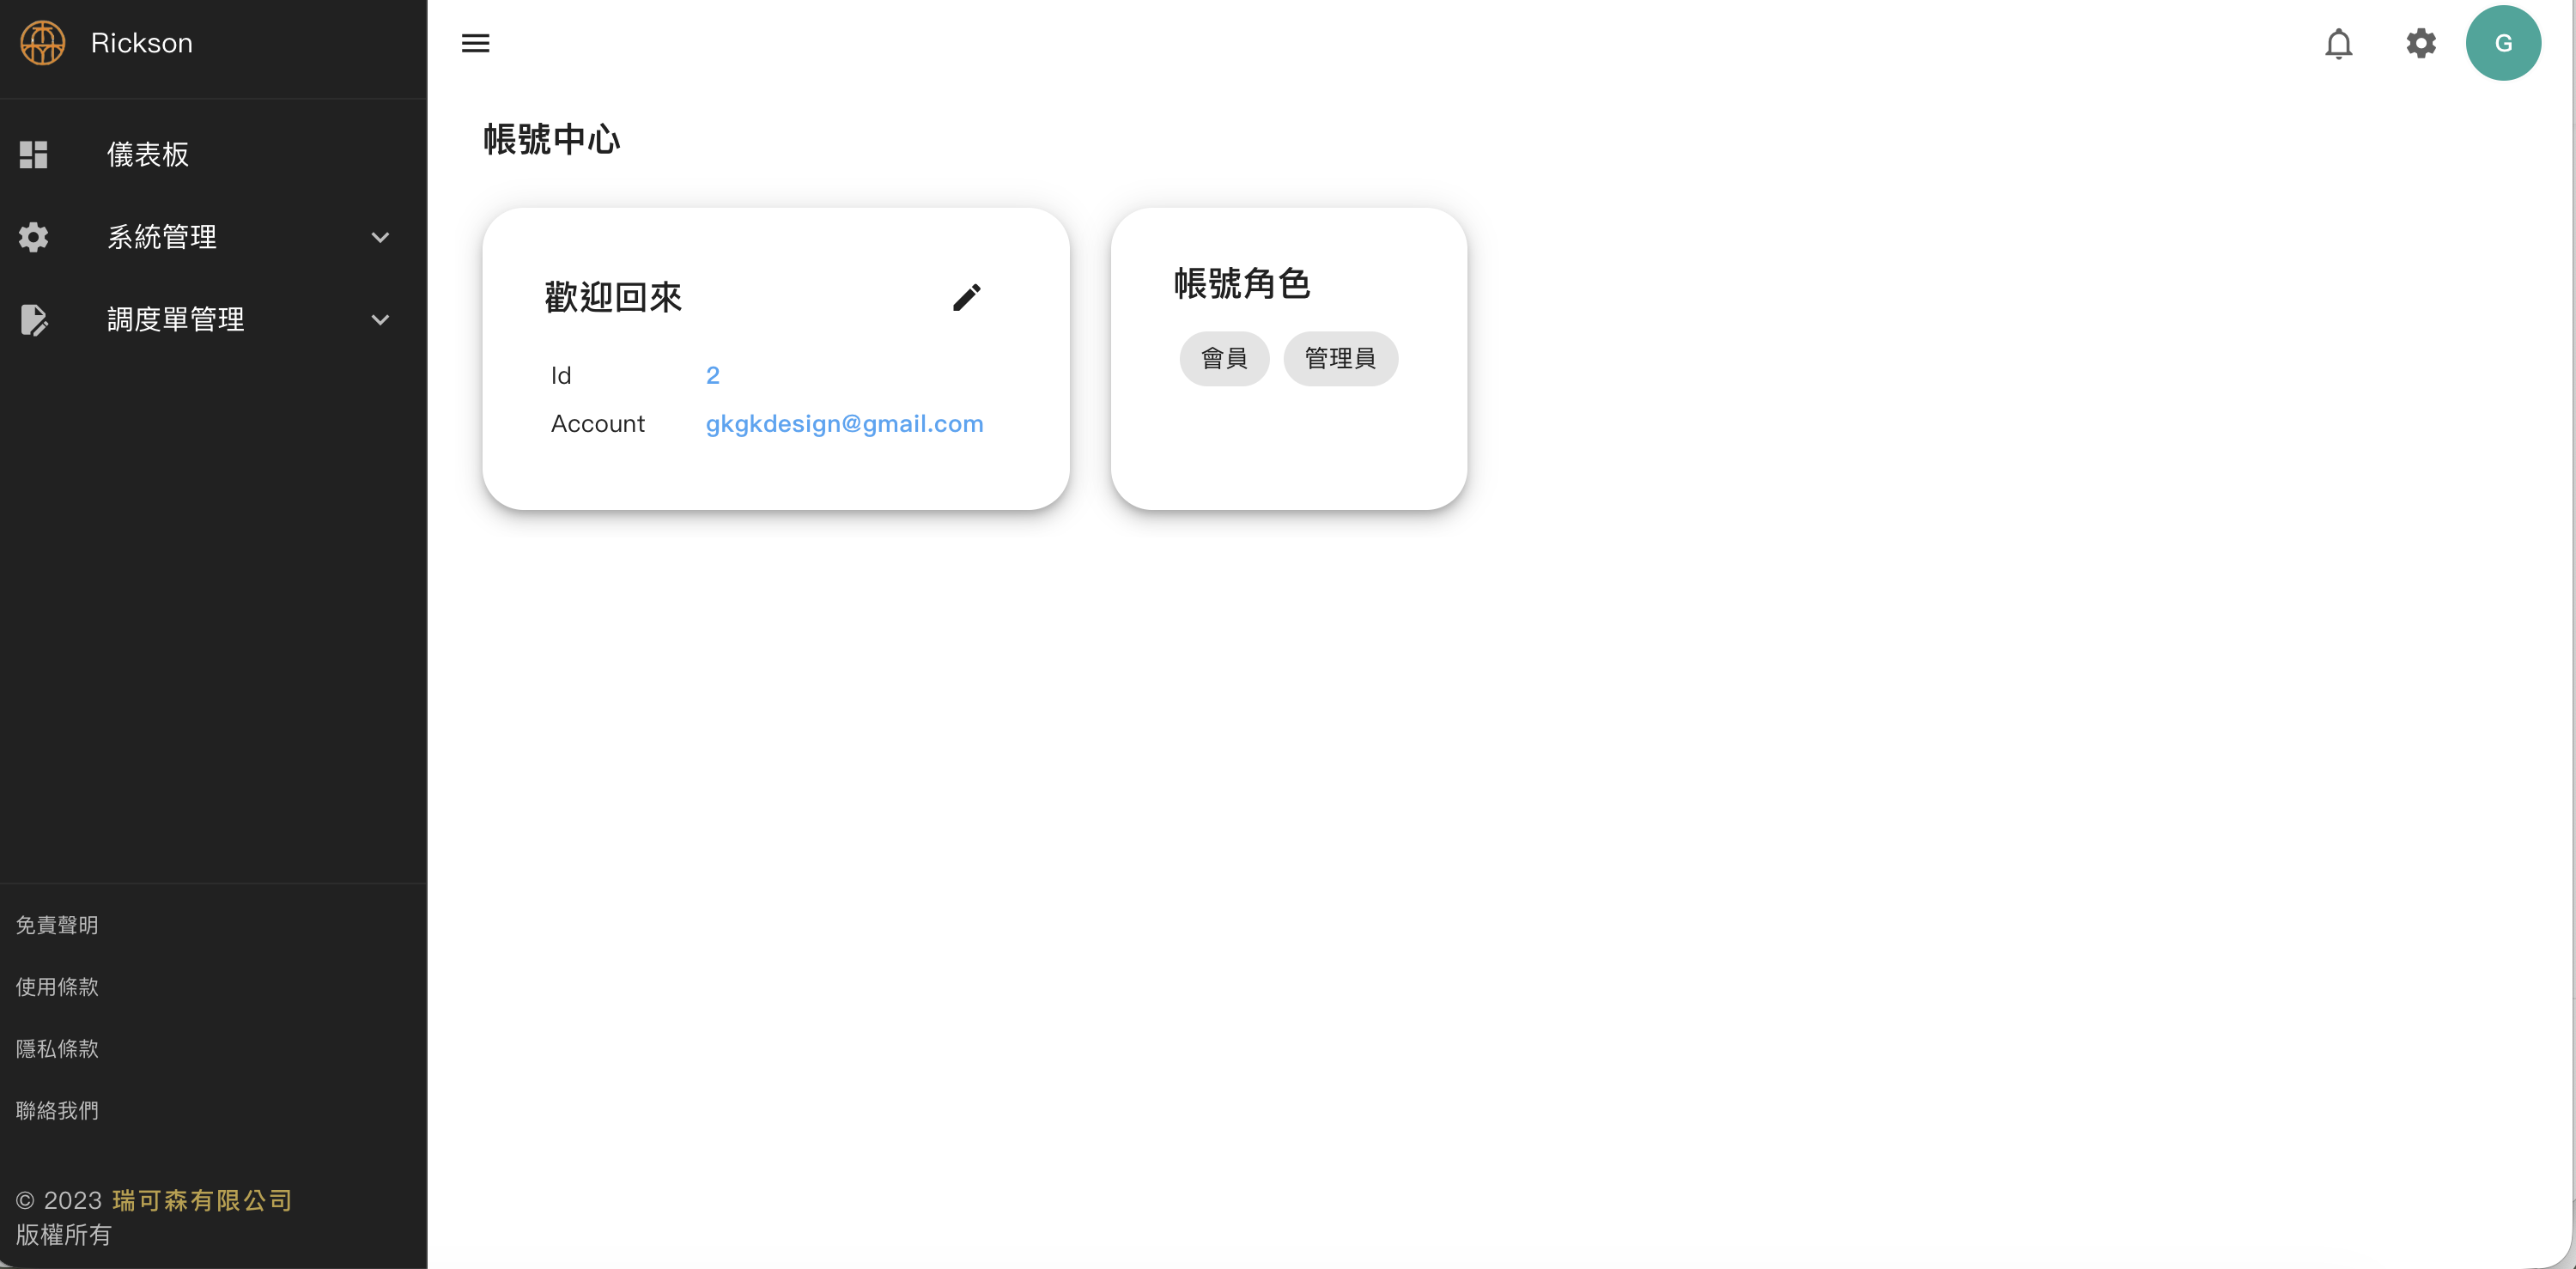 Rickson
G
儀表板
系統管理
調度單管理
帳號中心
歡迎回來
Id 2
Account gkgkdesign@gmail.com
帳號角色
會員 管理員
免責聲明
使用條款
隱私條款
聯絡我們
© 2023 瑞可森有限公司
版權所有